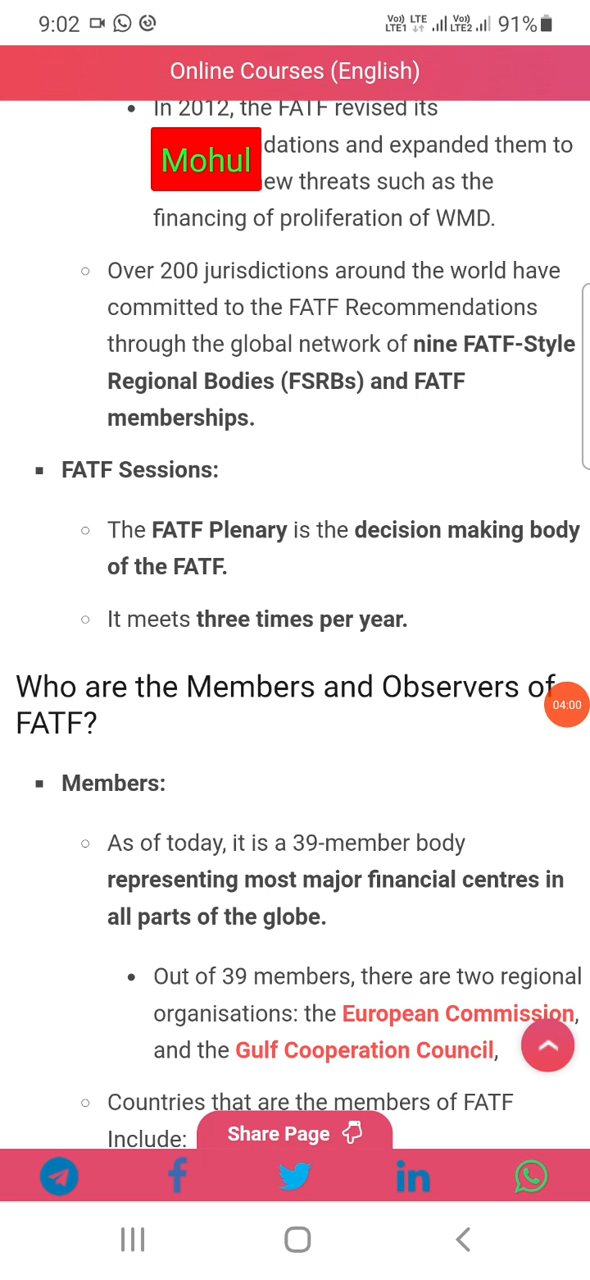 9:02 Vo) LTE LTE1 Vo) LTE2 91%
Online Courses (English)
In 2012, the FATF revised its
Mohul dations and expanded them to
ew threats such as the
financing of proliferation of WMD.
Over 200 jurisdictions around the world have
committed to the FATF Recommendations
through the global network of nine FATF-Style
Regional Bodies (FSRBs) and FATF
memberships.
FATF Sessions:
The FATF Plenary is the decision making body
of the FATF.
It meets three times per year.
Who are the Members and Observers of
FATF?
04:00
Members:
As of today, it is a 39-member body
representing most major financial centres in
all parts of the globe.
Out of 39 members, there are two regional
organisations: the European Commission,
and the Gulf Cooperation Council,
Countries that are the members of FATF
Include:
Share Page